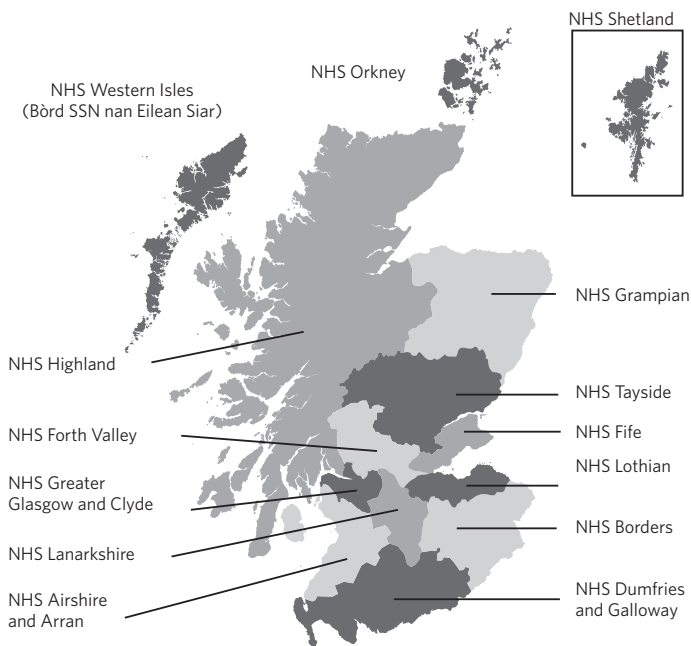 NHS Shetland
NHS Orkney
NHS Western Isles
(Bòrd SSN nan Eilean Siar)
NHS Grampian
NHS Highland
NHS Tayside
NHS Forth Valley
NHS Fife
NHS Lothian
NHS Greater
Glasgow and Clyde
NHS Borders
NHS Lanarkshire
NHS Dumfries
and Galloway
NHS Airshire
and Arran